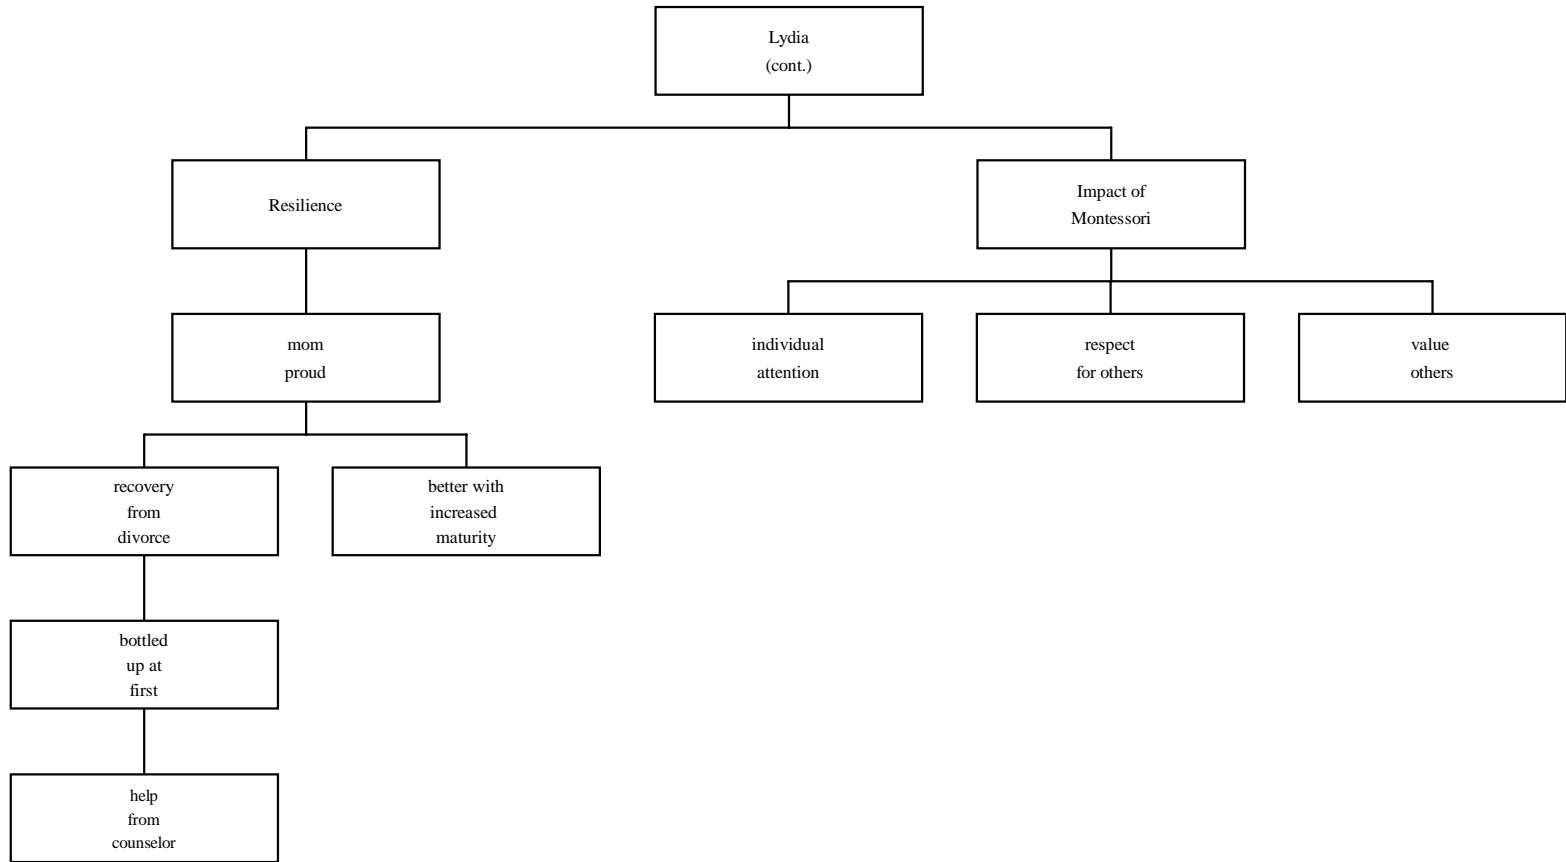 Lydia
(cont.)
Resilience
Impact of
Montessori
mom
proud
individual
attention
respect
for others
value
others
recovery
from
divorce
better with
increased
maturity
bottled
up at
first
help
from
counselor